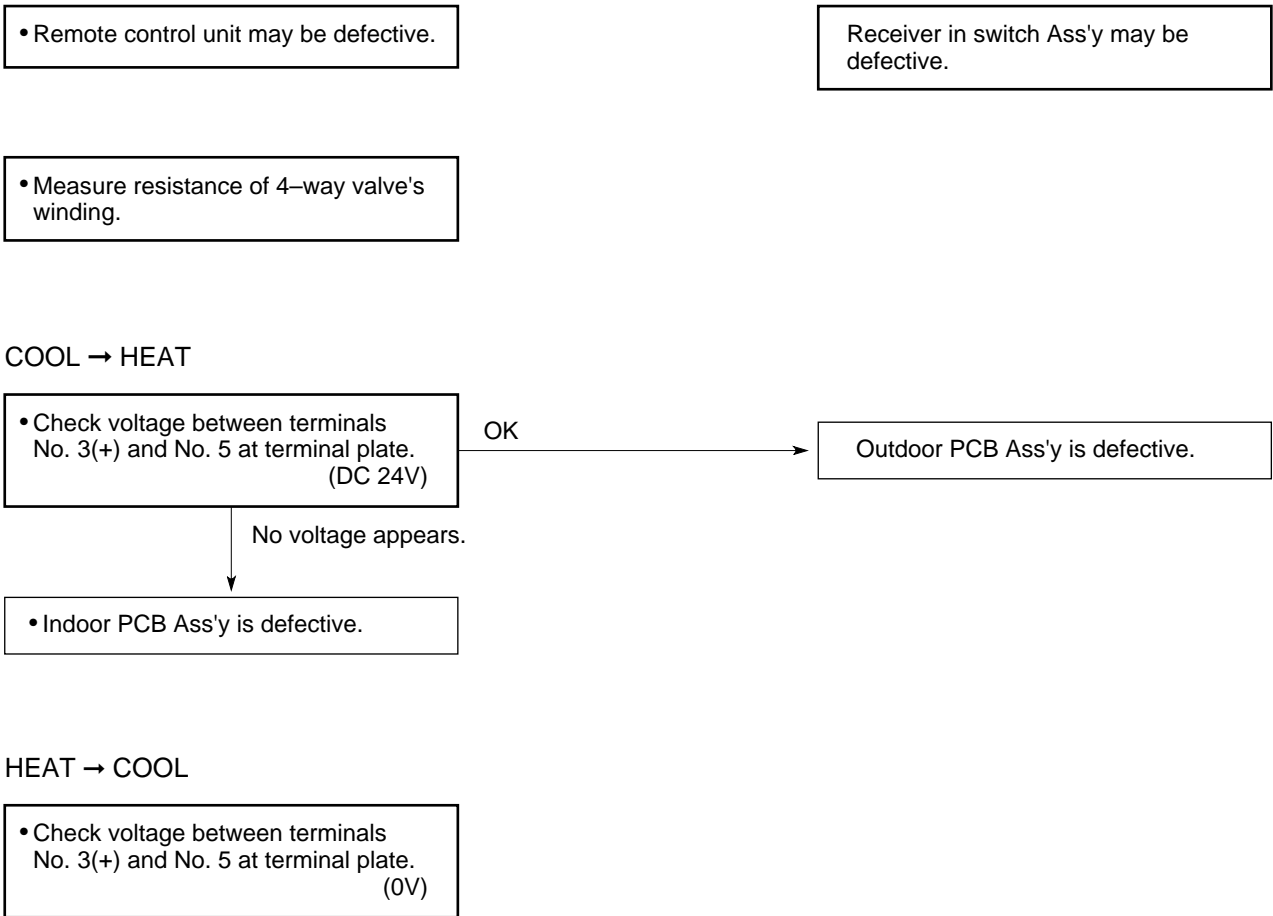 • Remote control unit may be defective.
Receiver in switch Ass'y may be
defective.
• Measure resistance of 4–way valve's
winding.
COOL → HEAT
• Check voltage between terminals
No. 3(+) and No. 5 at terminal plate.
(DC 24V)
OK
Outdoor PCB Ass'y is defective.
No voltage appears.
• Indoor PCB Ass'y is defective.
HEAT → COOL
• Check voltage between terminals
No. 3(+) and No. 5 at terminal plate.
(0V)